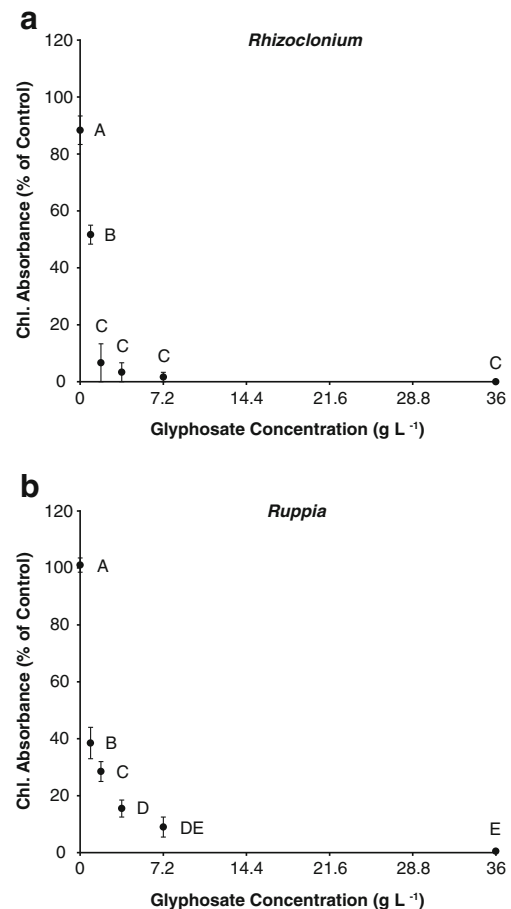 a
Rhizoclonium
Chl. Absorbance (% of Control)
120
100
80
60
40
20
0
A
B
C
C
C
C
0 7.2 14.4 21.6 28.8 36
Glyphosate Concentration (g L -1)
b
Ruppia
Chl. Absorbance (% of Control)
120
100
80
60
40
20
0
A
B
C
D
DE
E
0 7.2 14.4 21.6 28.8 36
Glyphosate Concentration (g L -1)